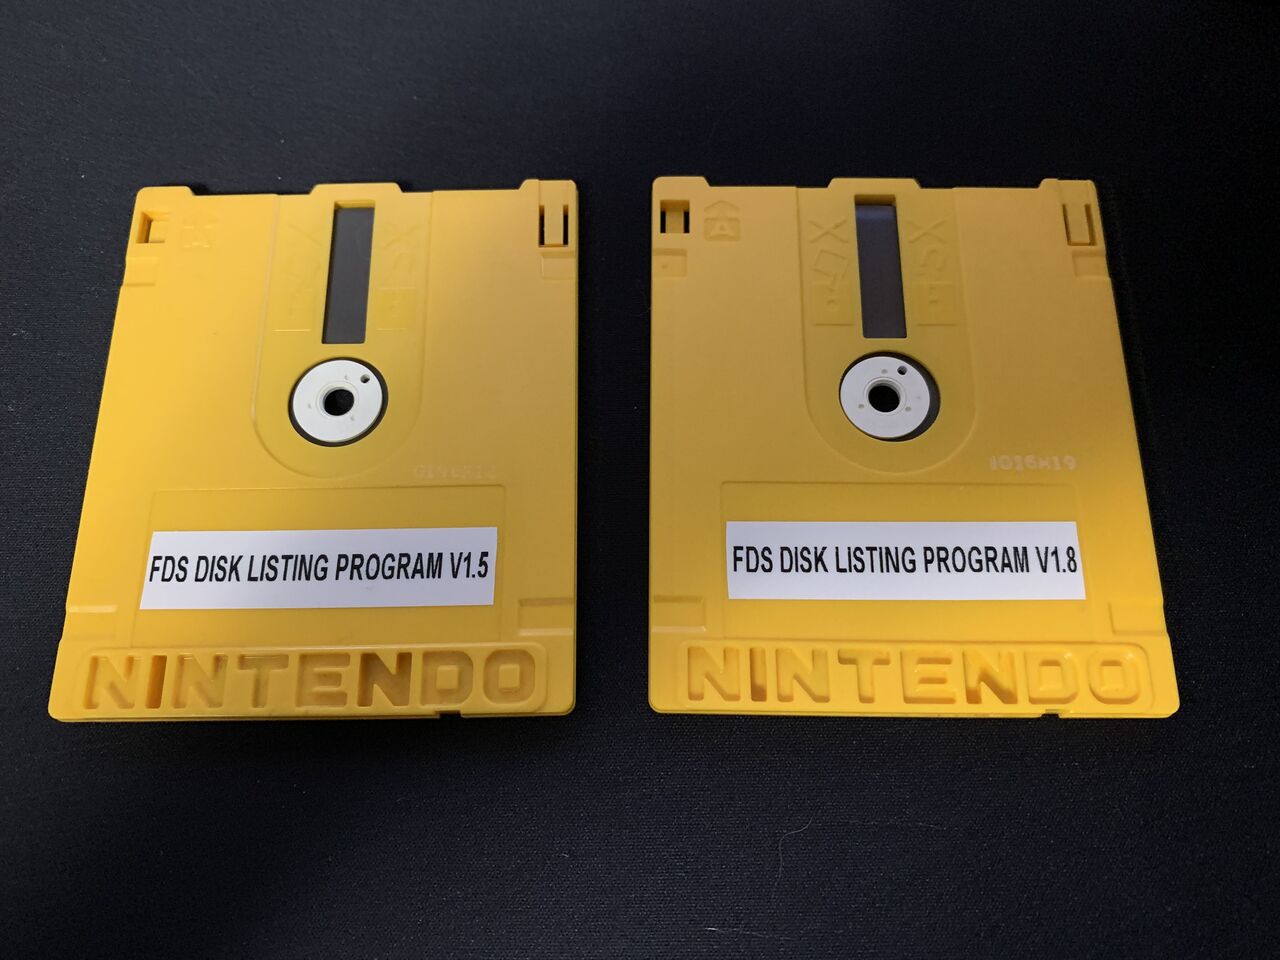 FDS DISK LISTING PROGRAM V1.5
NINTENDO
A
FDS DISK LISTING PROGRAM V1.8
NINTENDO